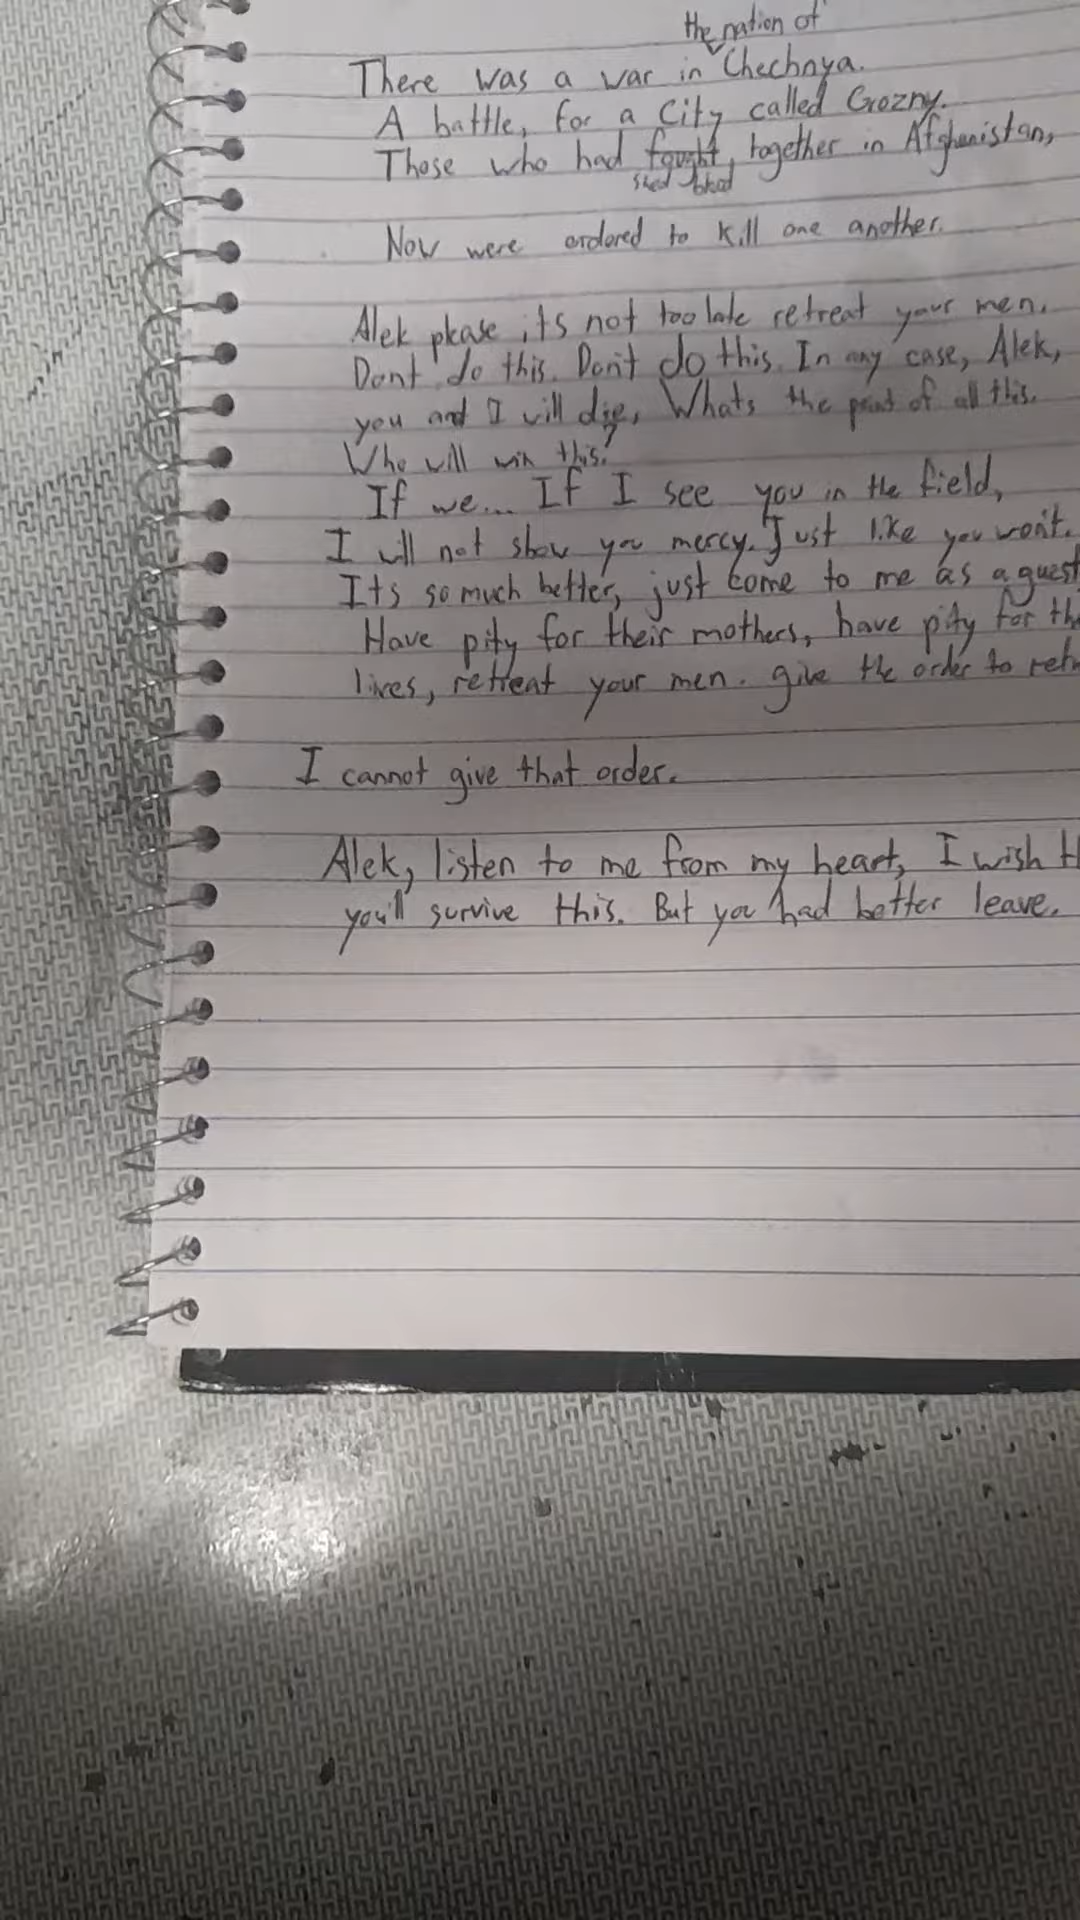 the nation of
There was a war in Chechnya.
A battle, for a City called Grozny.
Those who had fought, together in Afghanistan,
shed blood
Now were ordered to kill one another.
Alek please, its not too late retreat your men.
Dont do this. Don't do this. In any case, Alek,
you and I will die, Whats the point of all this.
Who will win this?
If we... If I see you in the field,
I will not show you mercy. Just like you won't.
Its so much better, just come to me as a guest
Have pity for their mothers, have pity for
lives, retreat your men. give the order to
I cannot give that order.
Alek, listen to me from my heart, I wish
you'll survive this. But you had better leave.